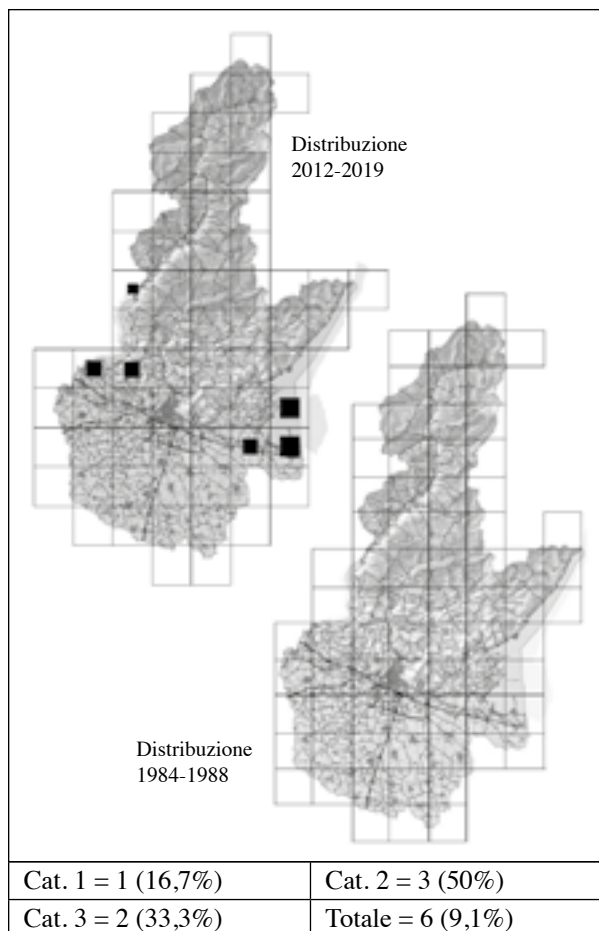 Distribuzione
2012-2019
Distribuzione
1984-1988
Cat. 1 = 1 (16,7%)
Cat. 2 = 3 (50%)
Cat. 3 = 2 (33,3%)
Totale = 6 (9,1%)